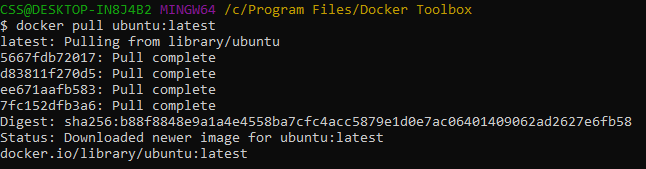 CSS@DESKTOP-IN8J4B2 MINGW64 /c/Program Files/Docker Toolbox
$ docker pull ubuntu:latest
latest: Pulling from library/ubuntu
5667fdb72017: Pull complete
d83811f270d5: Pull complete
ee671aafb583: Pull complete
7fc152dfb3a6: Pull complete
Digest: sha256:b88f8848e9a1a4e4558ba7cfc4acc5879e1d0e7ac06401409062ad2627e6fb58
Status: Downloaded newer image for ubuntu:latest
docker.io/library/ubuntu:latest